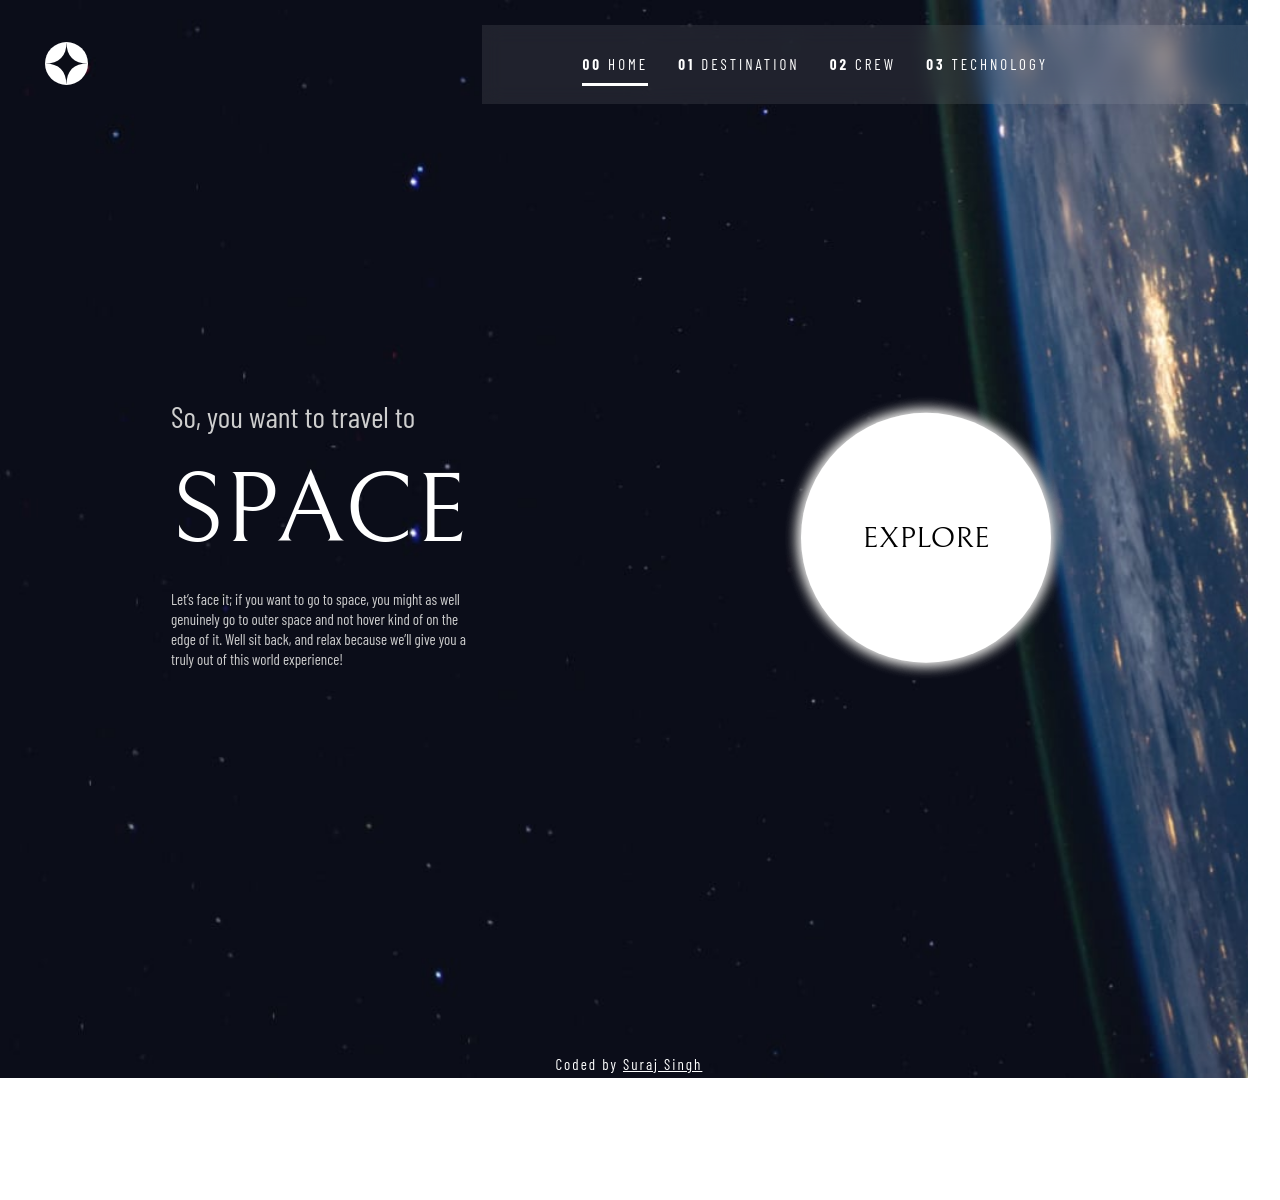 00 HOME 01 DESTINATION 02 CREW 03 TECHNOLOGY
So, you want to travel to
SPACE
Let’s face it; if you want to go to space, you might as well
genuinely go to outer space and not hover kind of on the
edge of it. Well sit back, and relax because we’ll give you a
truly out of this world experience!
EXPLORE
Coded by Suraj Singh